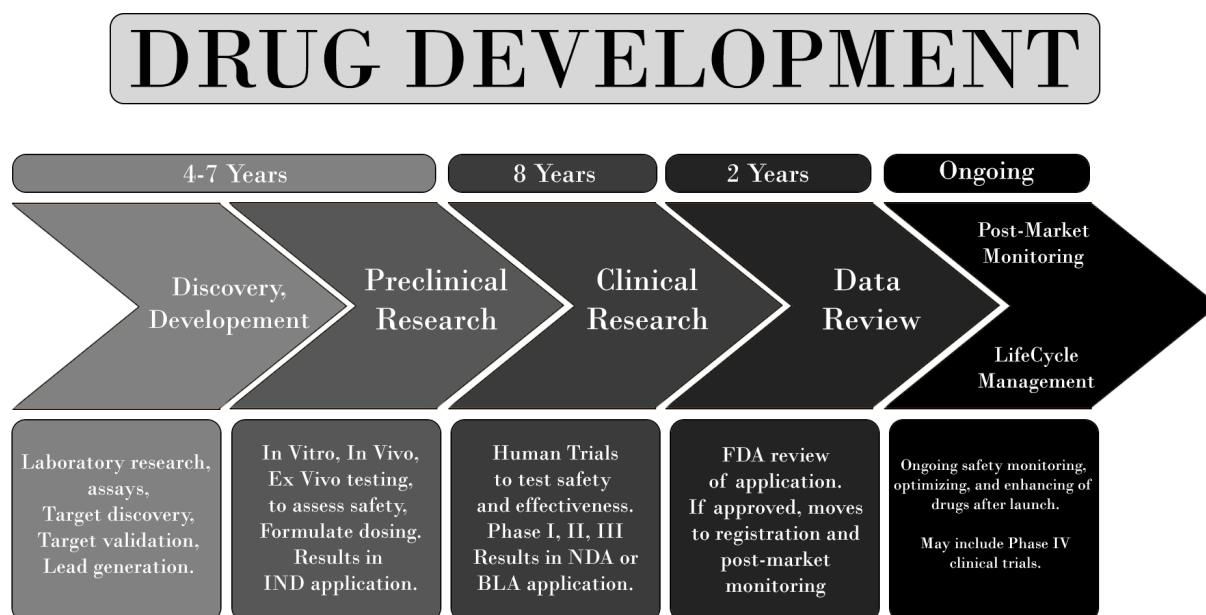 DRUG DEVELOPMENT
4-7 Years
8 Years
2 Years
Ongoing
Discovery,
Developement
Preclinical
Research
Clinical
Research
Data
Review
Post-Market
Monitoring
LifeCycle
Management
Laboratory research,
assays,
Target discovery,
Target validation,
Lead generation.
In Vitro, In Vivo,
Ex Vivo testing,
to assess safety,
Formulate dosing.
Results in
IND application.
Human Trials
to test safety
and effectiveness.
Phase I, II, III
Results in NDA or
BLA application.
FDA review
of application.
If approved, moves
to registration and
post-market
monitoring
Ongoing safety monitoring,
optimizing, and enhancing of
drugs after launch.
May include Phase IV
clinical trials.